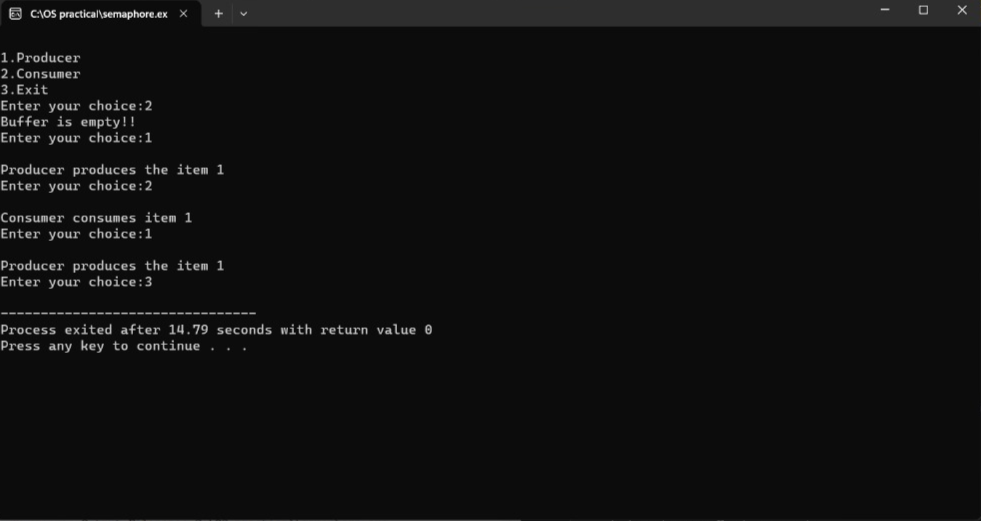 C:\OS practical\semaphore.ex
1.Producer
2.Consumer
3.Exit
Enter your choice:2
Buffer is empty!!
Enter your choice:1
Producer produces the item 1
Enter your choice:2
Consumer consumes item 1
Enter your choice:1
Producer produces the item 1
Enter your choice:3
--------------------------------
Process exited after 14.79 seconds with return value 0
Press any key to continue . . .